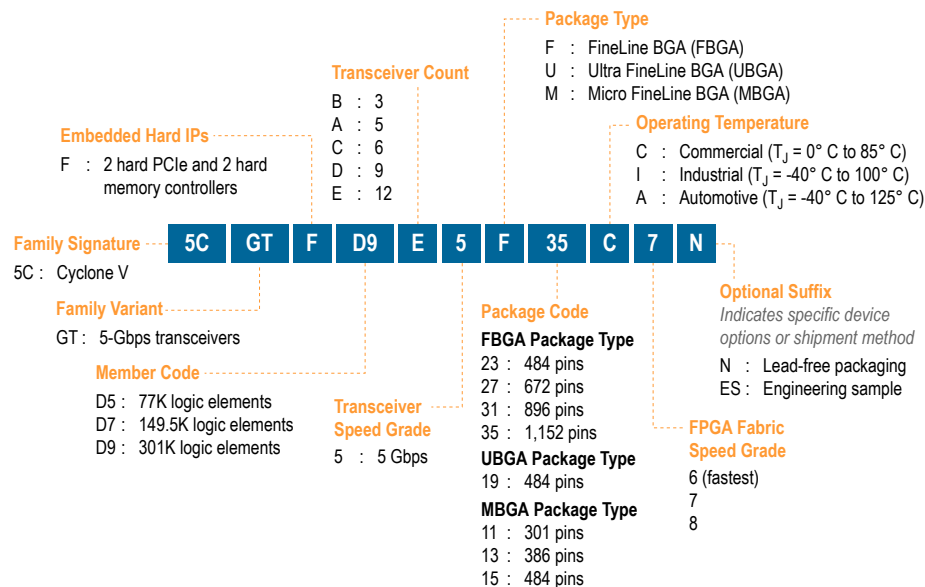 Package Type
F : FineLine BGA (FBGA)
U : Ultra FineLine BGA (UBGA)
M : Micro FineLine BGA (MBGA)
Transceiver Count
B : 3
A : 5
C : 6
D : 9
E : 12
Operating Temperature
C : Commercial (TJ = 0° C to 85° C)
I : Industrial (TJ = -40° C to 100° C)
A : Automotive (TJ = -40° C to 125° C)
Embedded Hard IPs
F : 2 hard PCIe and 2 hard
memory controllers
Family Signature
5C : Cyclone V
5C GT F D9 E 5 F 35 C 7 N
Family Variant
GT : 5-Gbps transceivers
Member Code
D5 : 77K logic elements
D7 : 149.5K logic elements
D9 : 301K logic elements
Transceiver
Speed Grade
5 : 5 Gbps
Package Code
FBGA Package Type
23 : 484 pins
27 : 672 pins
31 : 896 pins
35 : 1,152 pins
UBGA Package Type
19 : 484 pins
MBGA Package Type
11 : 301 pins
13 : 386 pins
15 : 484 pins
FPGA Fabric
Speed Grade
6 (fastest)
7
8
Optional Suffix
Indicates specific device
options or shipment method
N : Lead-free packaging
ES : Engineering sample